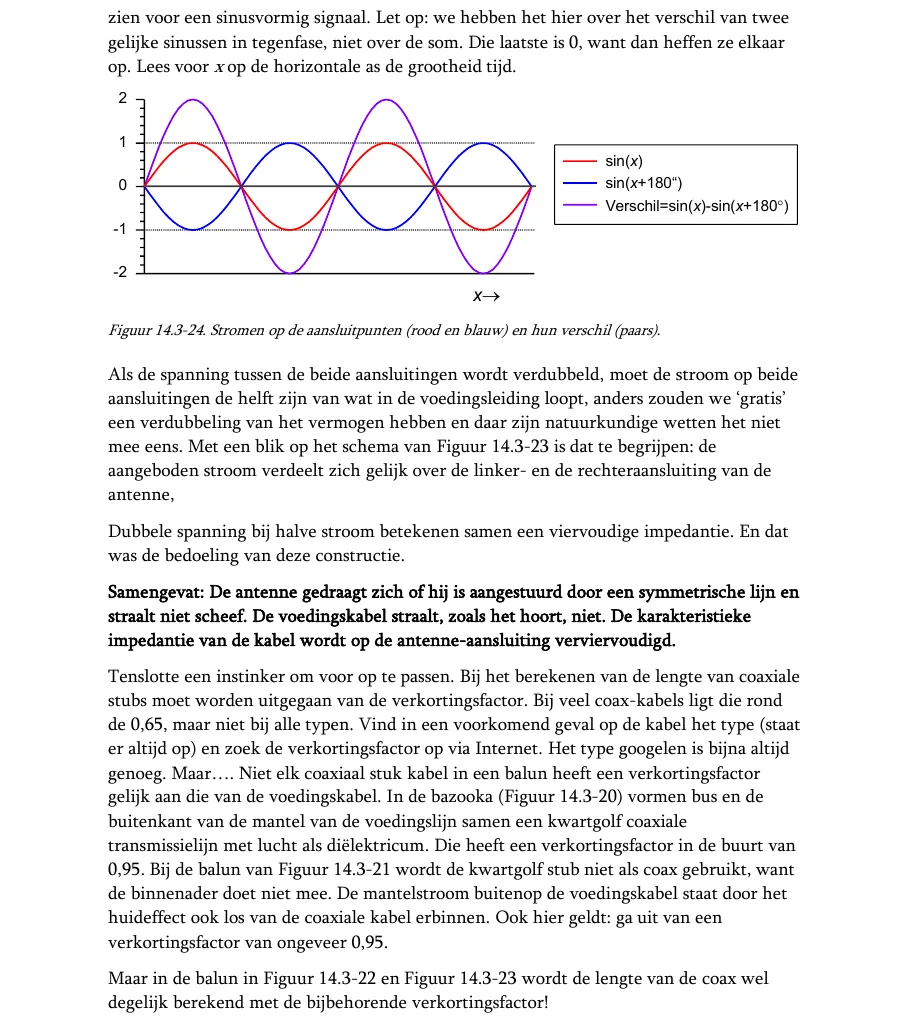 zien voor een sinusvormig signaal. Let op: we hebben het hier over het verschil van twee
gelijke sinussen in tegenfase, niet over de som. Die laatste is 0, want dan heffen ze elkaar
op. Lees voor x op de horizontale as de grootheid tijd.
2
1
0
-1
-2
sin(x)
sin(x+180“)
Verschil=sin(x)-sin(x+180°)
x→
Figuur 14.3-24. Stromen op de aansluitpunten (rood en blauw) en hun verschil (paars).
Als de spanning tussen de beide aansluitingen wordt verdubbeld, moet de stroom op beide
aansluitingen de helft zijn van wat in de voedingsleiding loopt, anders zouden we ‘gratis’
een verdubbeling van het vermogen hebben en daar zijn natuurkundige wetten het niet
mee eens. Met een blik op het schema van Figuur 14.3-23 is dat te begrijpen: de
aangeboden stroom verdeelt zich gelijk over de linker- en de rechteraansluiting van de
antenne,
Dubbele spanning bij halve stroom betekenen samen een viervoudige impedantie. En dat
was de bedoeling van deze constructie.
Samengevat: De antenne gedraagt zich of hij is aangestuurd door een symmetrische lijn en
straalt niet scheef. De voedingskabel straalt, zoals het hoort, niet. De karakteristieke
impedantie van de kabel wordt op de antenne-aansluiting verviervoudigd.
Tenslotte een instinker om voor op te passen. Bij het berekenen van de lengte van coaxiale
stubs moet worden uitgegaan van de verkortingsfactor. Bij veel coax-kabels ligt die rond
de 0,65, maar niet bij alle typen. Vind in een voorkomend geval op de kabel het type (staat
er altijd op) en zoek de verkortingsfactor op via Internet. Het type googelen is bijna altijd
genoeg. Maar…. Niet elk coaxiaal stuk kabel in een balun heeft een verkortingsfactor
gelijk aan die van de voedingskabel. In de bazooka (Figuur 14.3-20) vormen bus en de
buitenkant van de mantel van de voedingslijn samen een kwartgolf coaxiale
transmissielijn met lucht als diëlektricum. Die heeft een verkortingsfactor in de buurt van
0,95. Bij de balun van Figuur 14.3-21 wordt de kwartgolf stub niet als coax gebruikt, want
de binnenader doet niet mee. De mantelstroom buitenop de voedingskabel staat door het
huideffect ook los van de coaxiale kabel erbinnen. Ook hier geldt: ga uit van een
verkortingsfactor van ongeveer 0,95.
Maar in de balun in Figuur 14.3-22 en Figuur 14.3-23 wordt de lengte van de coax wel
degelijk berekend met de bijbehorende verkortingsfactor!